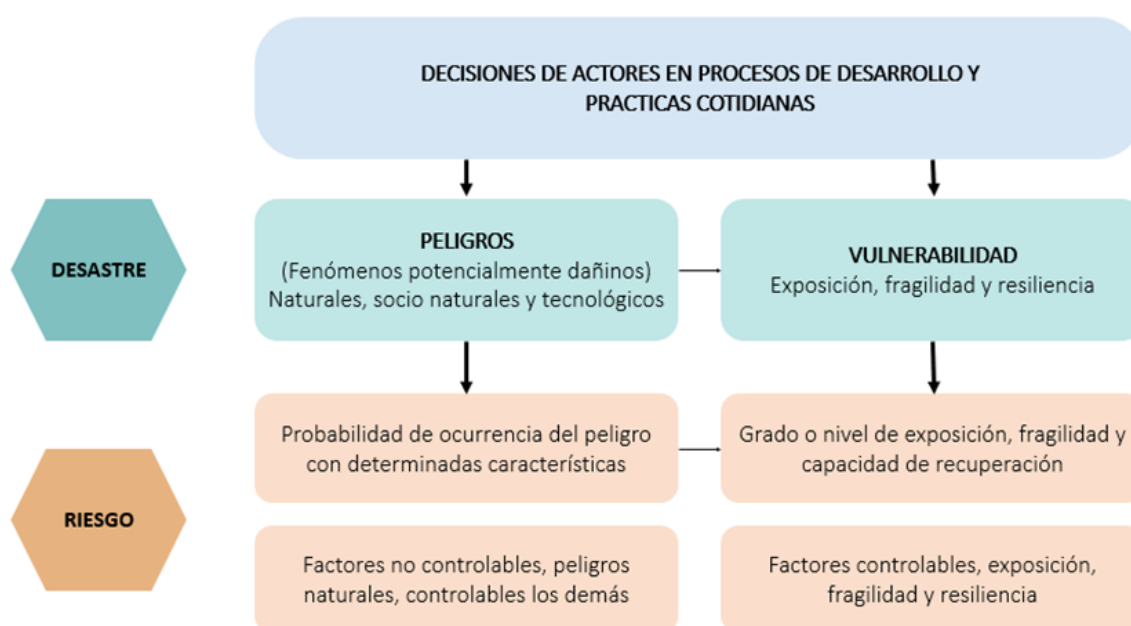 DECISIONES DE ACTORES EN PROCESOS DE DESARROLLO Y
PRACTICAS COTIDIANAS
DESASTRE
PELIGROS
(Fenómenos potencialmente dañinos)
Naturales, socio naturales y tecnológicos
VULNERABILIDAD
Exposición, fragilidad y resiliencia
RIESGO
Probabilidad de ocurrencia del peligro
con determinadas características
Grado o nivel de exposición, fragilidad y
capacidad de recuperación
Factores no controlables, peligros
naturales, controlables los demás
Factores controlables, exposición,
fragilidad y resiliencia